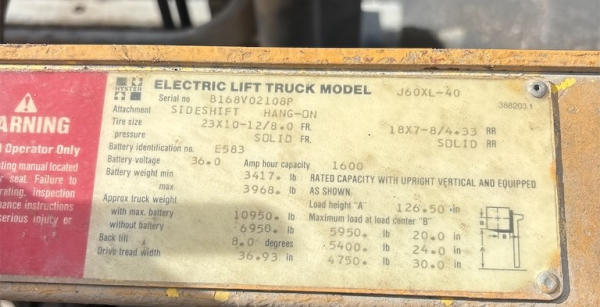 HYSTER
ELECTRIC LIFT TRUCK MODEL J60XL-40
Serial no B168V02108P
388203.1
Attachment SIDESHIFT HANG-ON
Tire size 23X10-12/8.0 FR. 18X7-8/4.33 RR
pressure SOLID FR. SOLID RR
Battery identification no. E583
Battery voltage 36.0 Amp hour capacity 1600
Battery weight min 3417. lb
max 3968. lb
RATED CAPACITY WITH UPRIGHT VERTICAL AND EQUIPPED
AS SHOWN.
Approx truck weight
with max. battery 10950. lb
without battery 6950. lb
Back tilt 8.0 degrees
Drive tread width 36.93 in
Load height "A" 126.50 in
Maximum load at load center "B"
5950. lb 20.0 in
5400. lb 24.0 in
4750. lb 30.0 in
B
A
WARNING
Operator Only
manual located
seat. Failure to
inspection
instructions
serious injury or